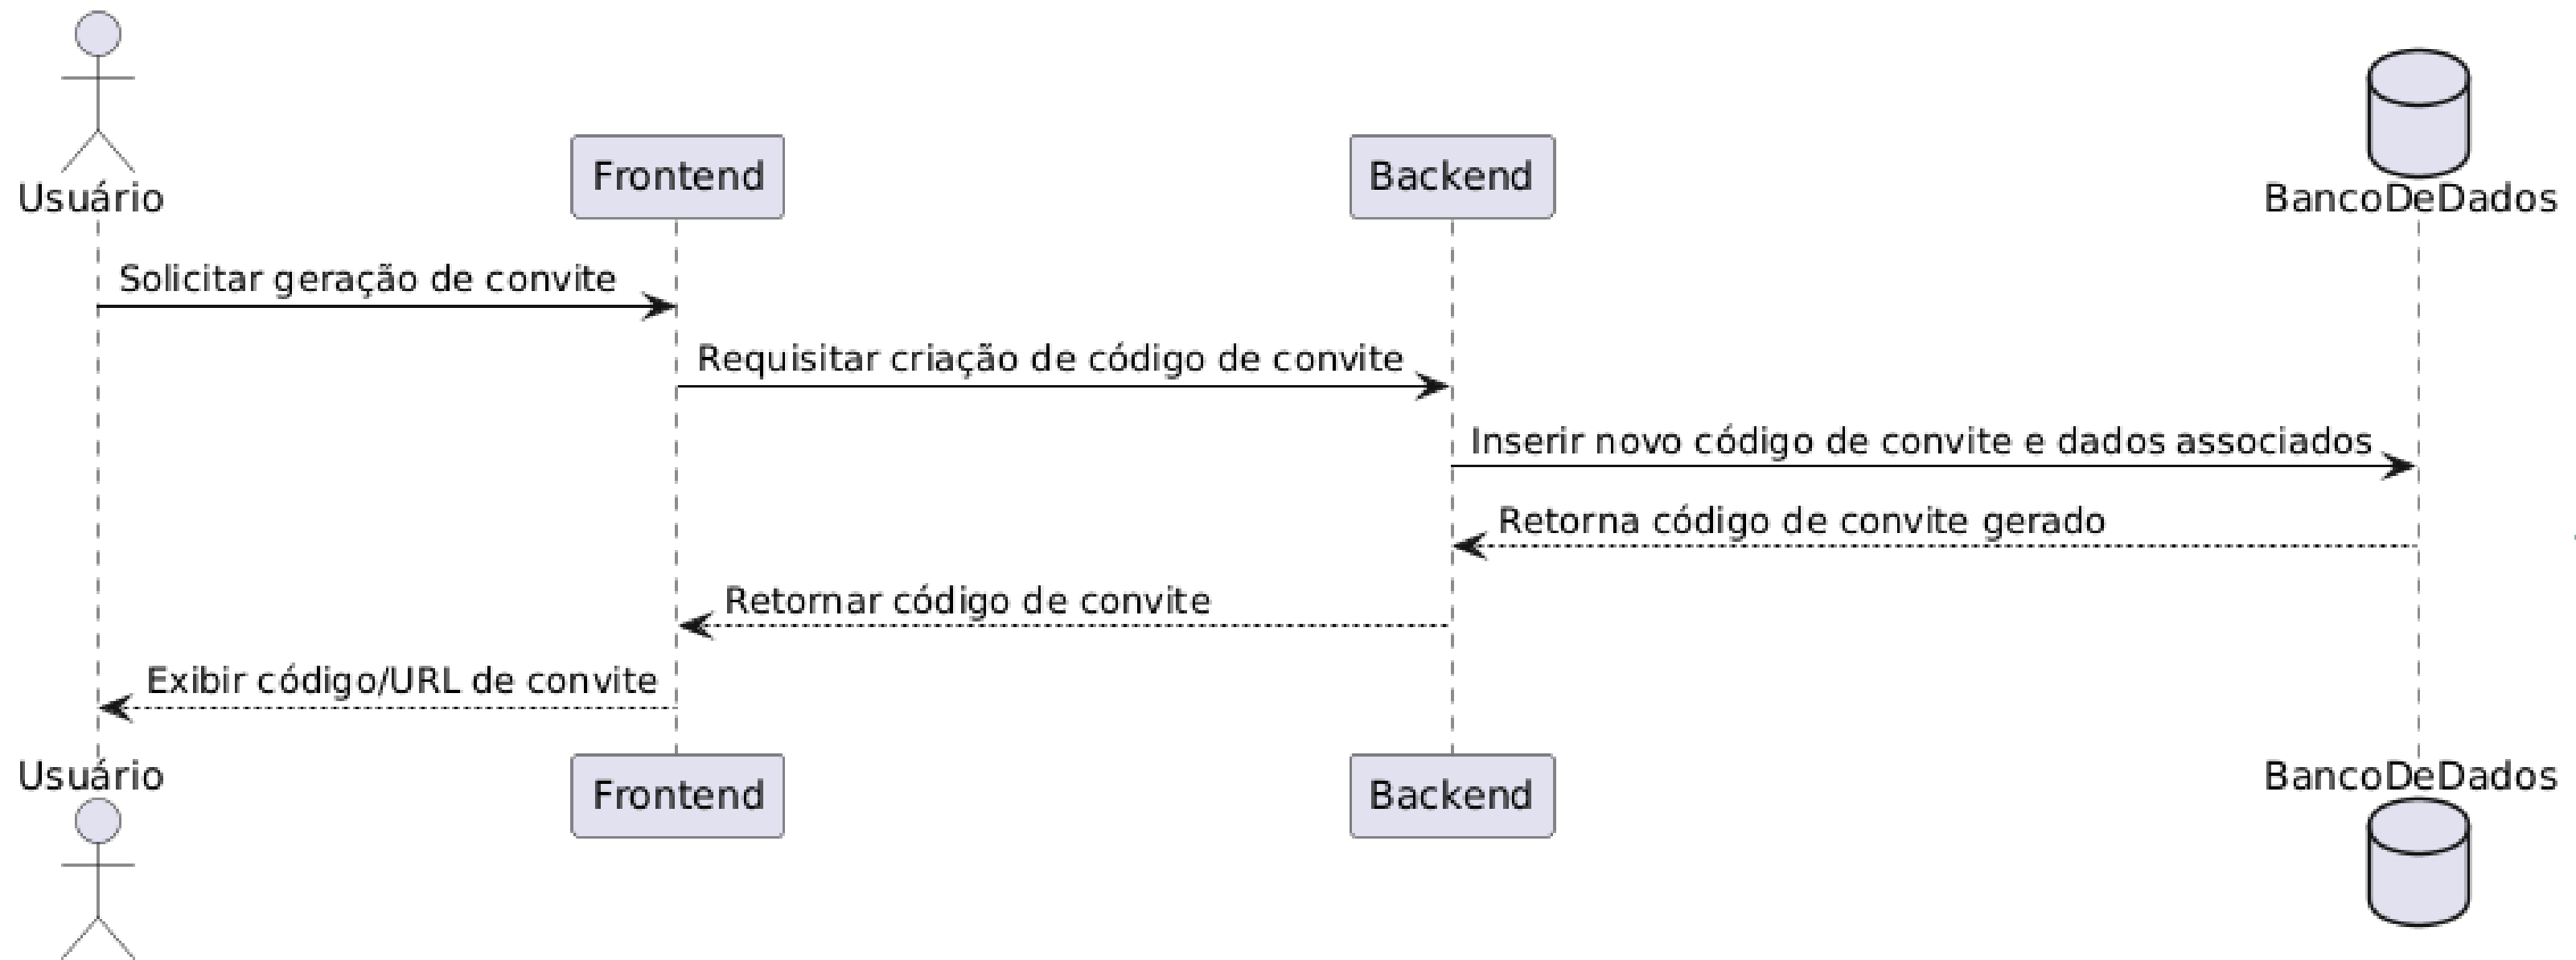 Usuário
Frontend
Backend
BancoDeDados
Solicitar geração de convite
Requisitar criação de código de convite
Inserir novo código de convite e dados associados
Retorna código de convite gerado
Retornar código de convite
Exibir código/URL de convite
Usuário
Frontend
Backend
BancoDeDados